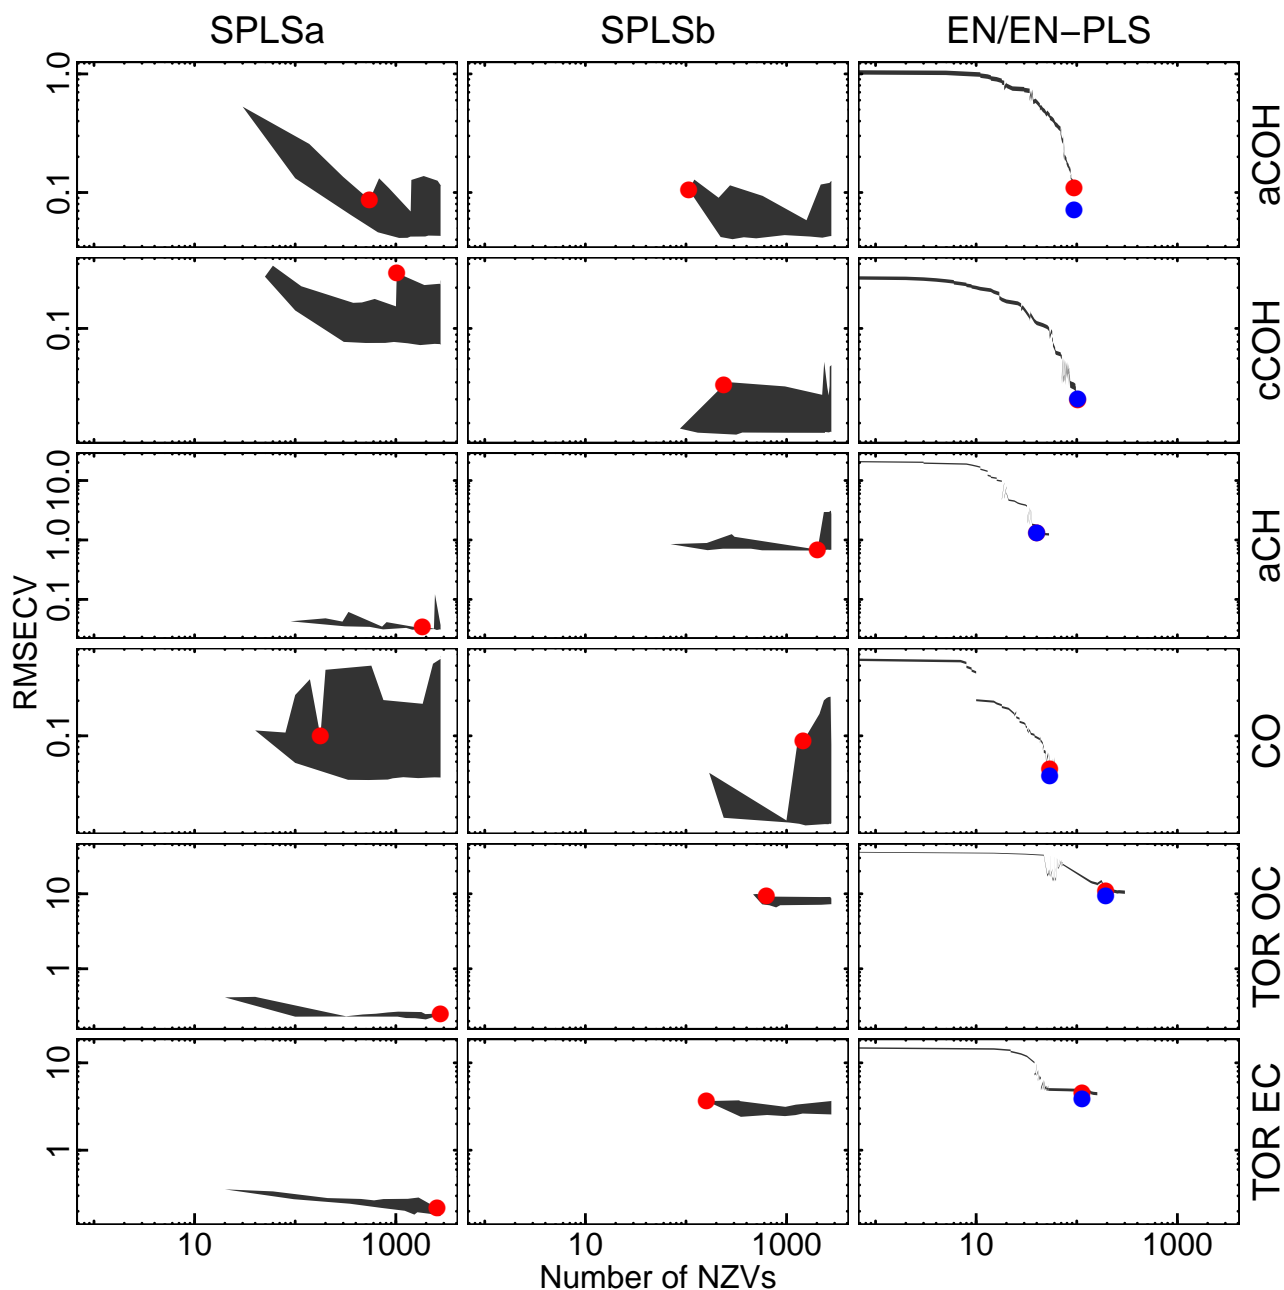 SPLSa SPLSb EN/EN−PLS
1.0
0.1
aCOH
0.1
cCOH
10.0
1.0
0.1
aCH
RMSECV
0.1
CO
10
1
TOR OC
10
1
TOR EC
10 1000 10 1000 10 1000
Number of NZVs